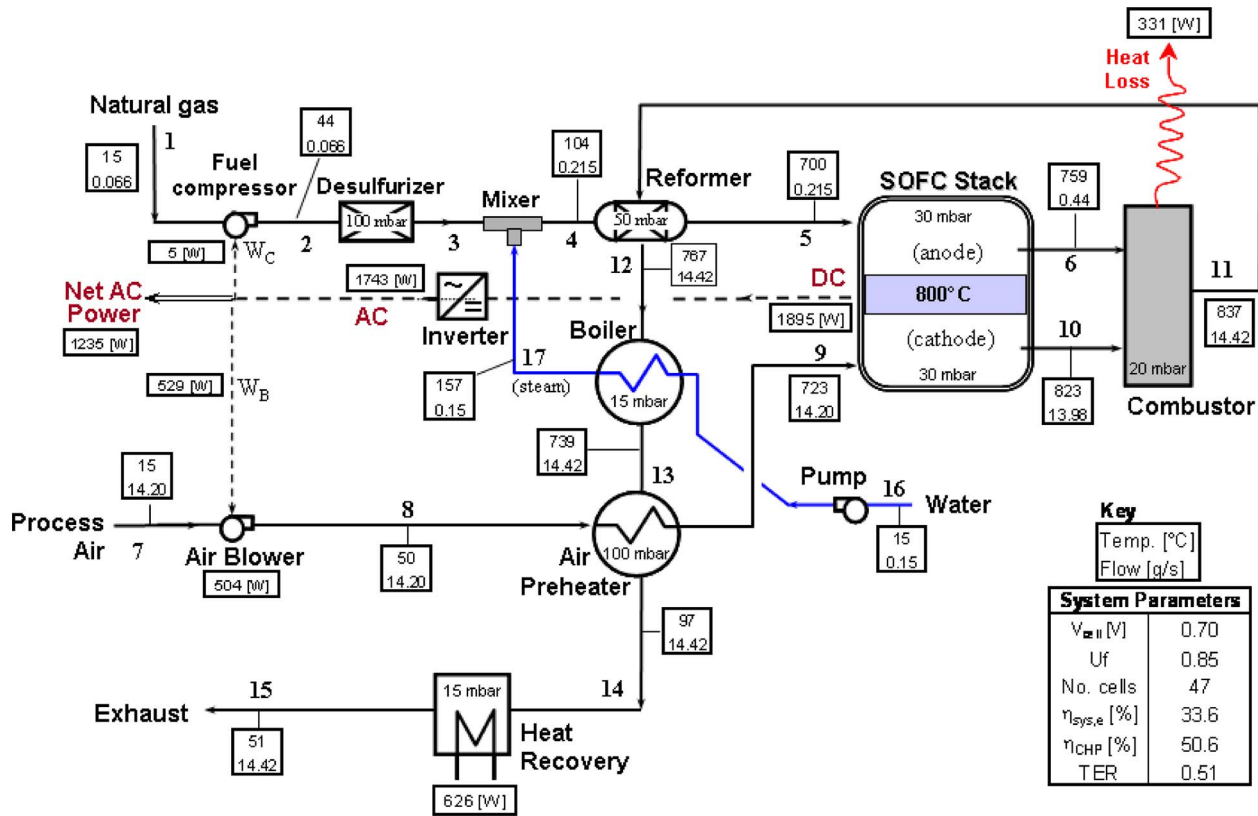 331 [W]
Heat
Loss
Natural gas
1
15
0.066
Fuel
compressor
44
0.066
Desulfurizer
100 mbar
2
3
Mixer
104
0.215
4
Reformer
50 mbar
700
0.215
5
SOFC Stack
30 mbar
(anode)
800°C
(cathode)
30 mbar
759
0.44
6
11
837
14.42
20 mbar
Combustor
10
823
13.98
5 [W]
W_C
Net AC
Power
1235 [W]
1743 [W]
AC
Inverter
DC
1895 [W]
12
767
14.42
Boiler
15 mbar
17
(steam)
157
0.15
9
723
14.20
529 [W]
W_B
739
14.42
13
Pump
16
Water
15
0.15
15
14.20
Process
Air
7
Air Blower
504 [W]
8
50
14.20
Air
Preheater
100 mbar
97
14.42
14
15 mbar
Heat
Recovery
626 [W]
15
Exhaust
51
14.42
Key
Temp. [°C]
Flow [g/s]
System Parameters
V_cell [V] 0.70
Uf 0.85
No. cells 47
η_sys,e [%] 33.6
η_CHP [%] 50.6
TER 0.51